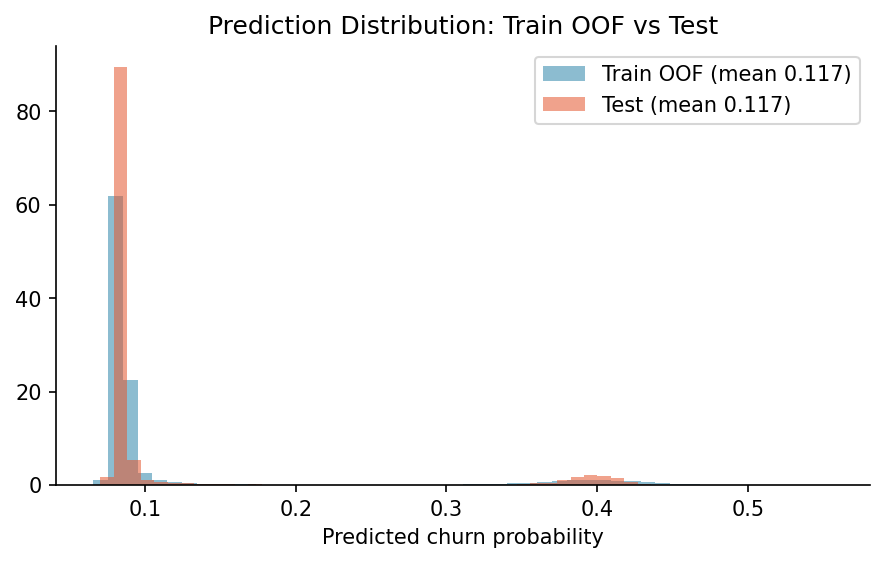 Prediction Distribution: Train OOF vs Test
Train OOF (mean 0.117)
Test (mean 0.117)
80
60
40
20
0
0.1 0.2 0.3 0.4 0.5
Predicted churn probability